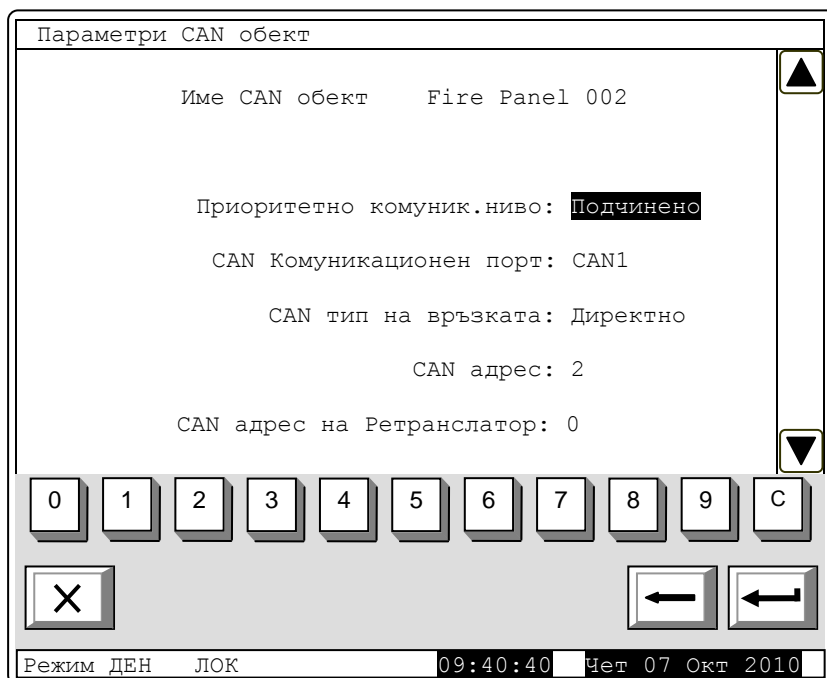 Параметри CAN обект
Име CAN обект Fire Panel 002
Приоритетно комуник.ниво: Подчинено
CAN Комуникационен порт: CAN1
CAN тип на връзката: Директно
CAN адрес: 2
CAN адрес на Ретранслатор: 0
0 1 2 3 4 5 6 7 8 9 C
Режим ДЕН ЛОК 09:40:40 Чет 07 Окт 2010